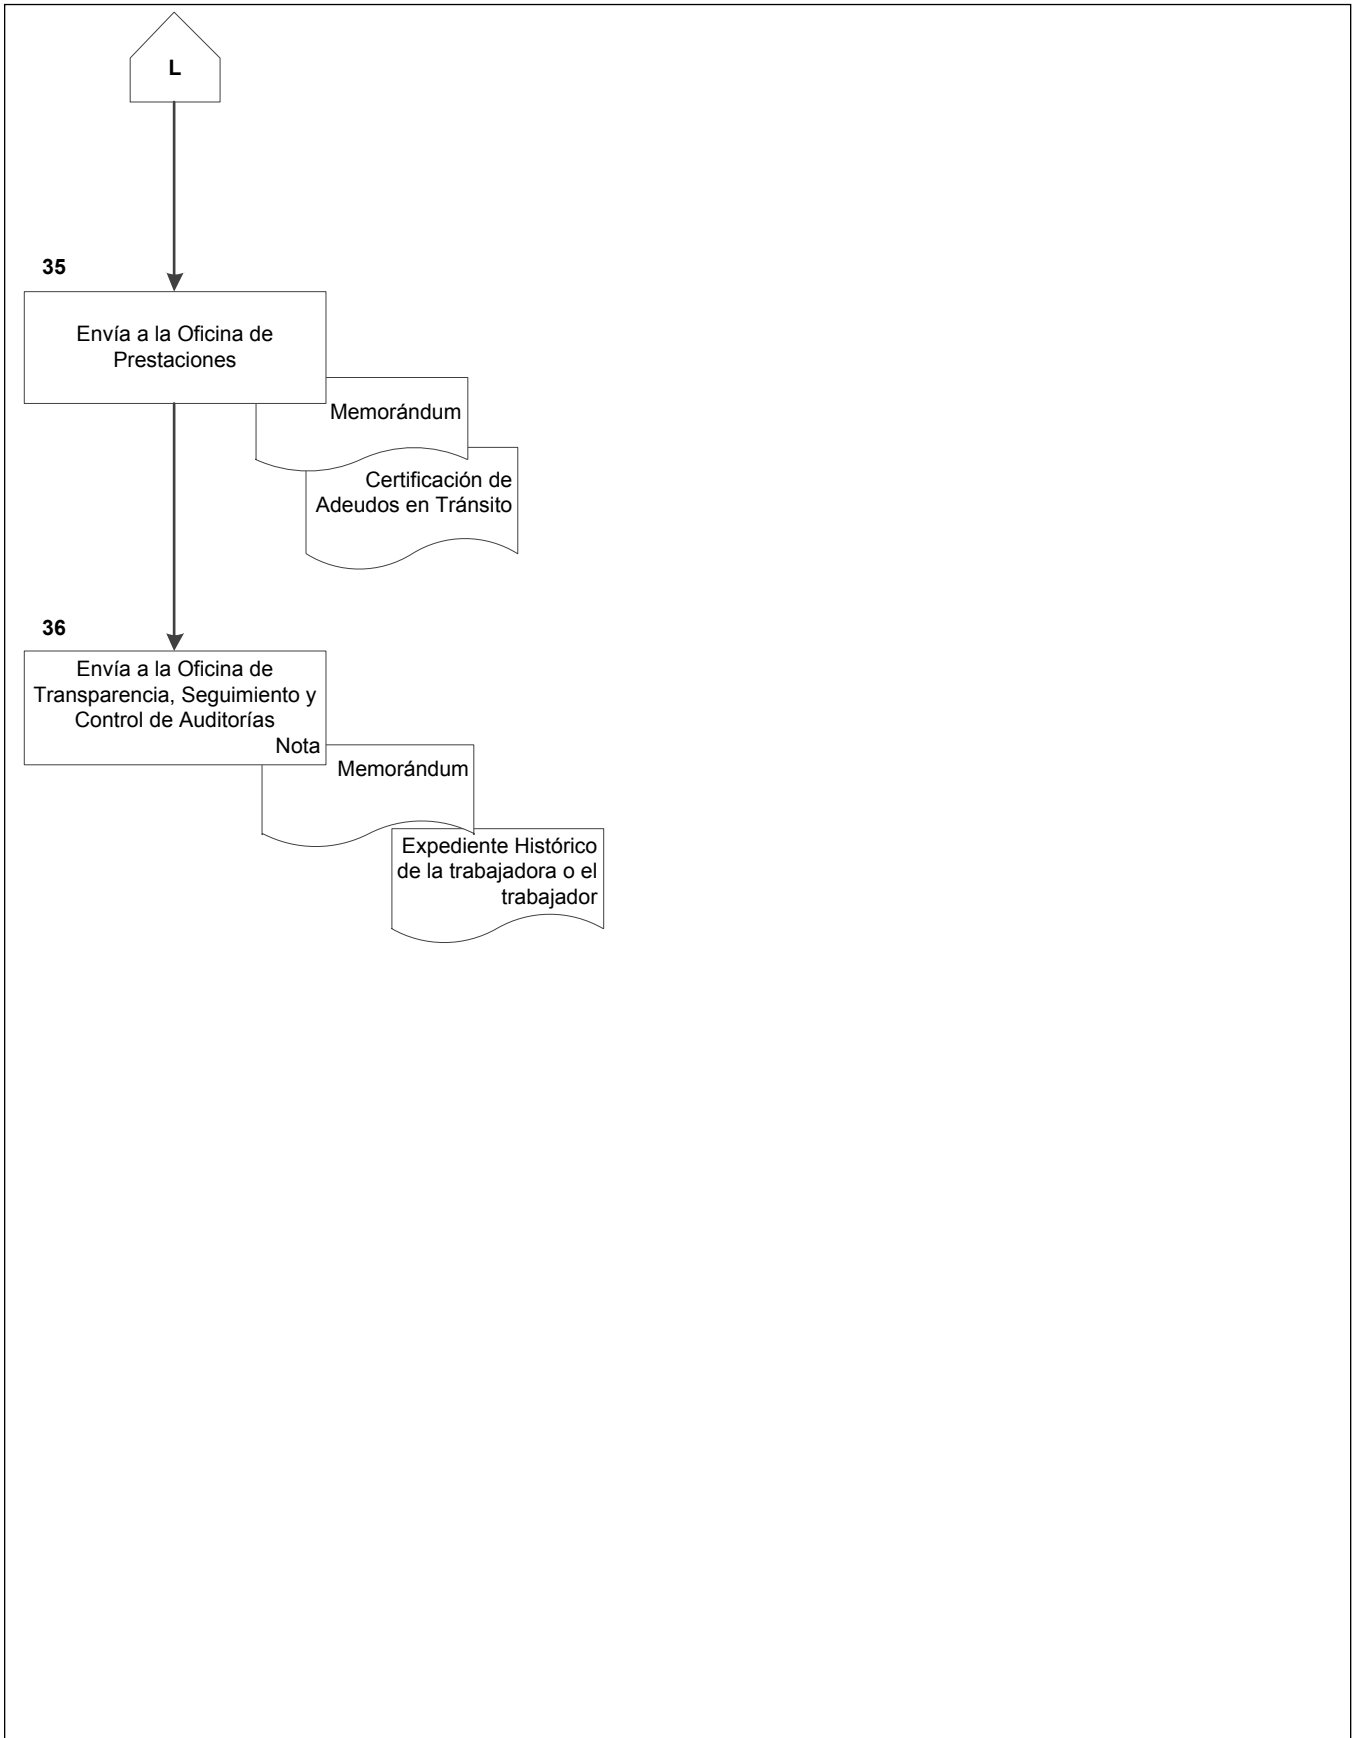 L
35
Envía a la Oficina de
Prestaciones
Memorándum
Certificación de
Adeudos en Tránsito
36
Envía a la Oficina de
Transparencia, Seguimiento y
Control de Auditorías
Nota
Memorándum
Expediente Histórico
de la trabajadora o el
trabajador